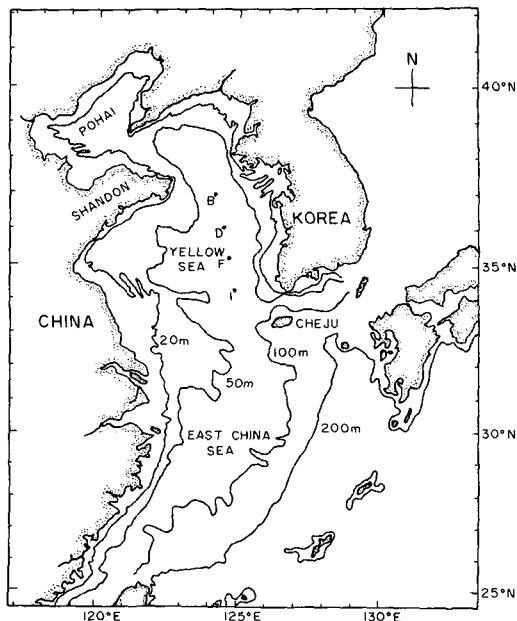 N
40°N
POHAI
SHANDON
B
KOREA
D
YELLOW
SEA
F
35°N
I
CHINA
CHEJU
20m
100m
50m
200m
EAST CHINA
SEA
30°N
25°N
120°E
125°E
130°E